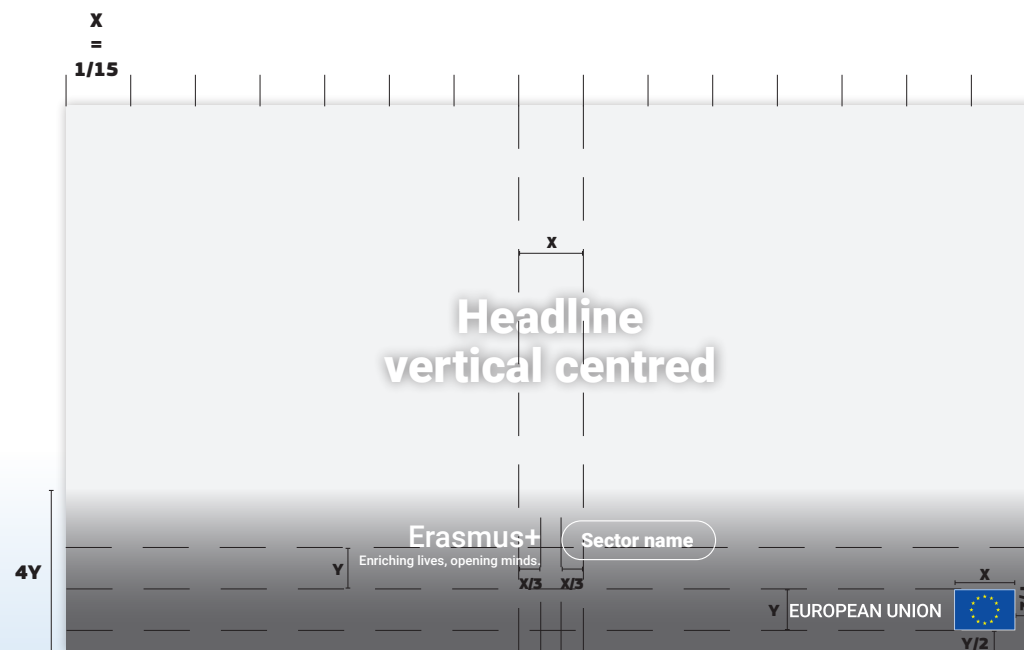 X
=
1/15
X
Headline
vertical centred
Erasmus+
Enriching lives, opening minds.
Sector name
4Y
Y
X/3
X/3
X
Y
EUROPEAN UNION
Y/2